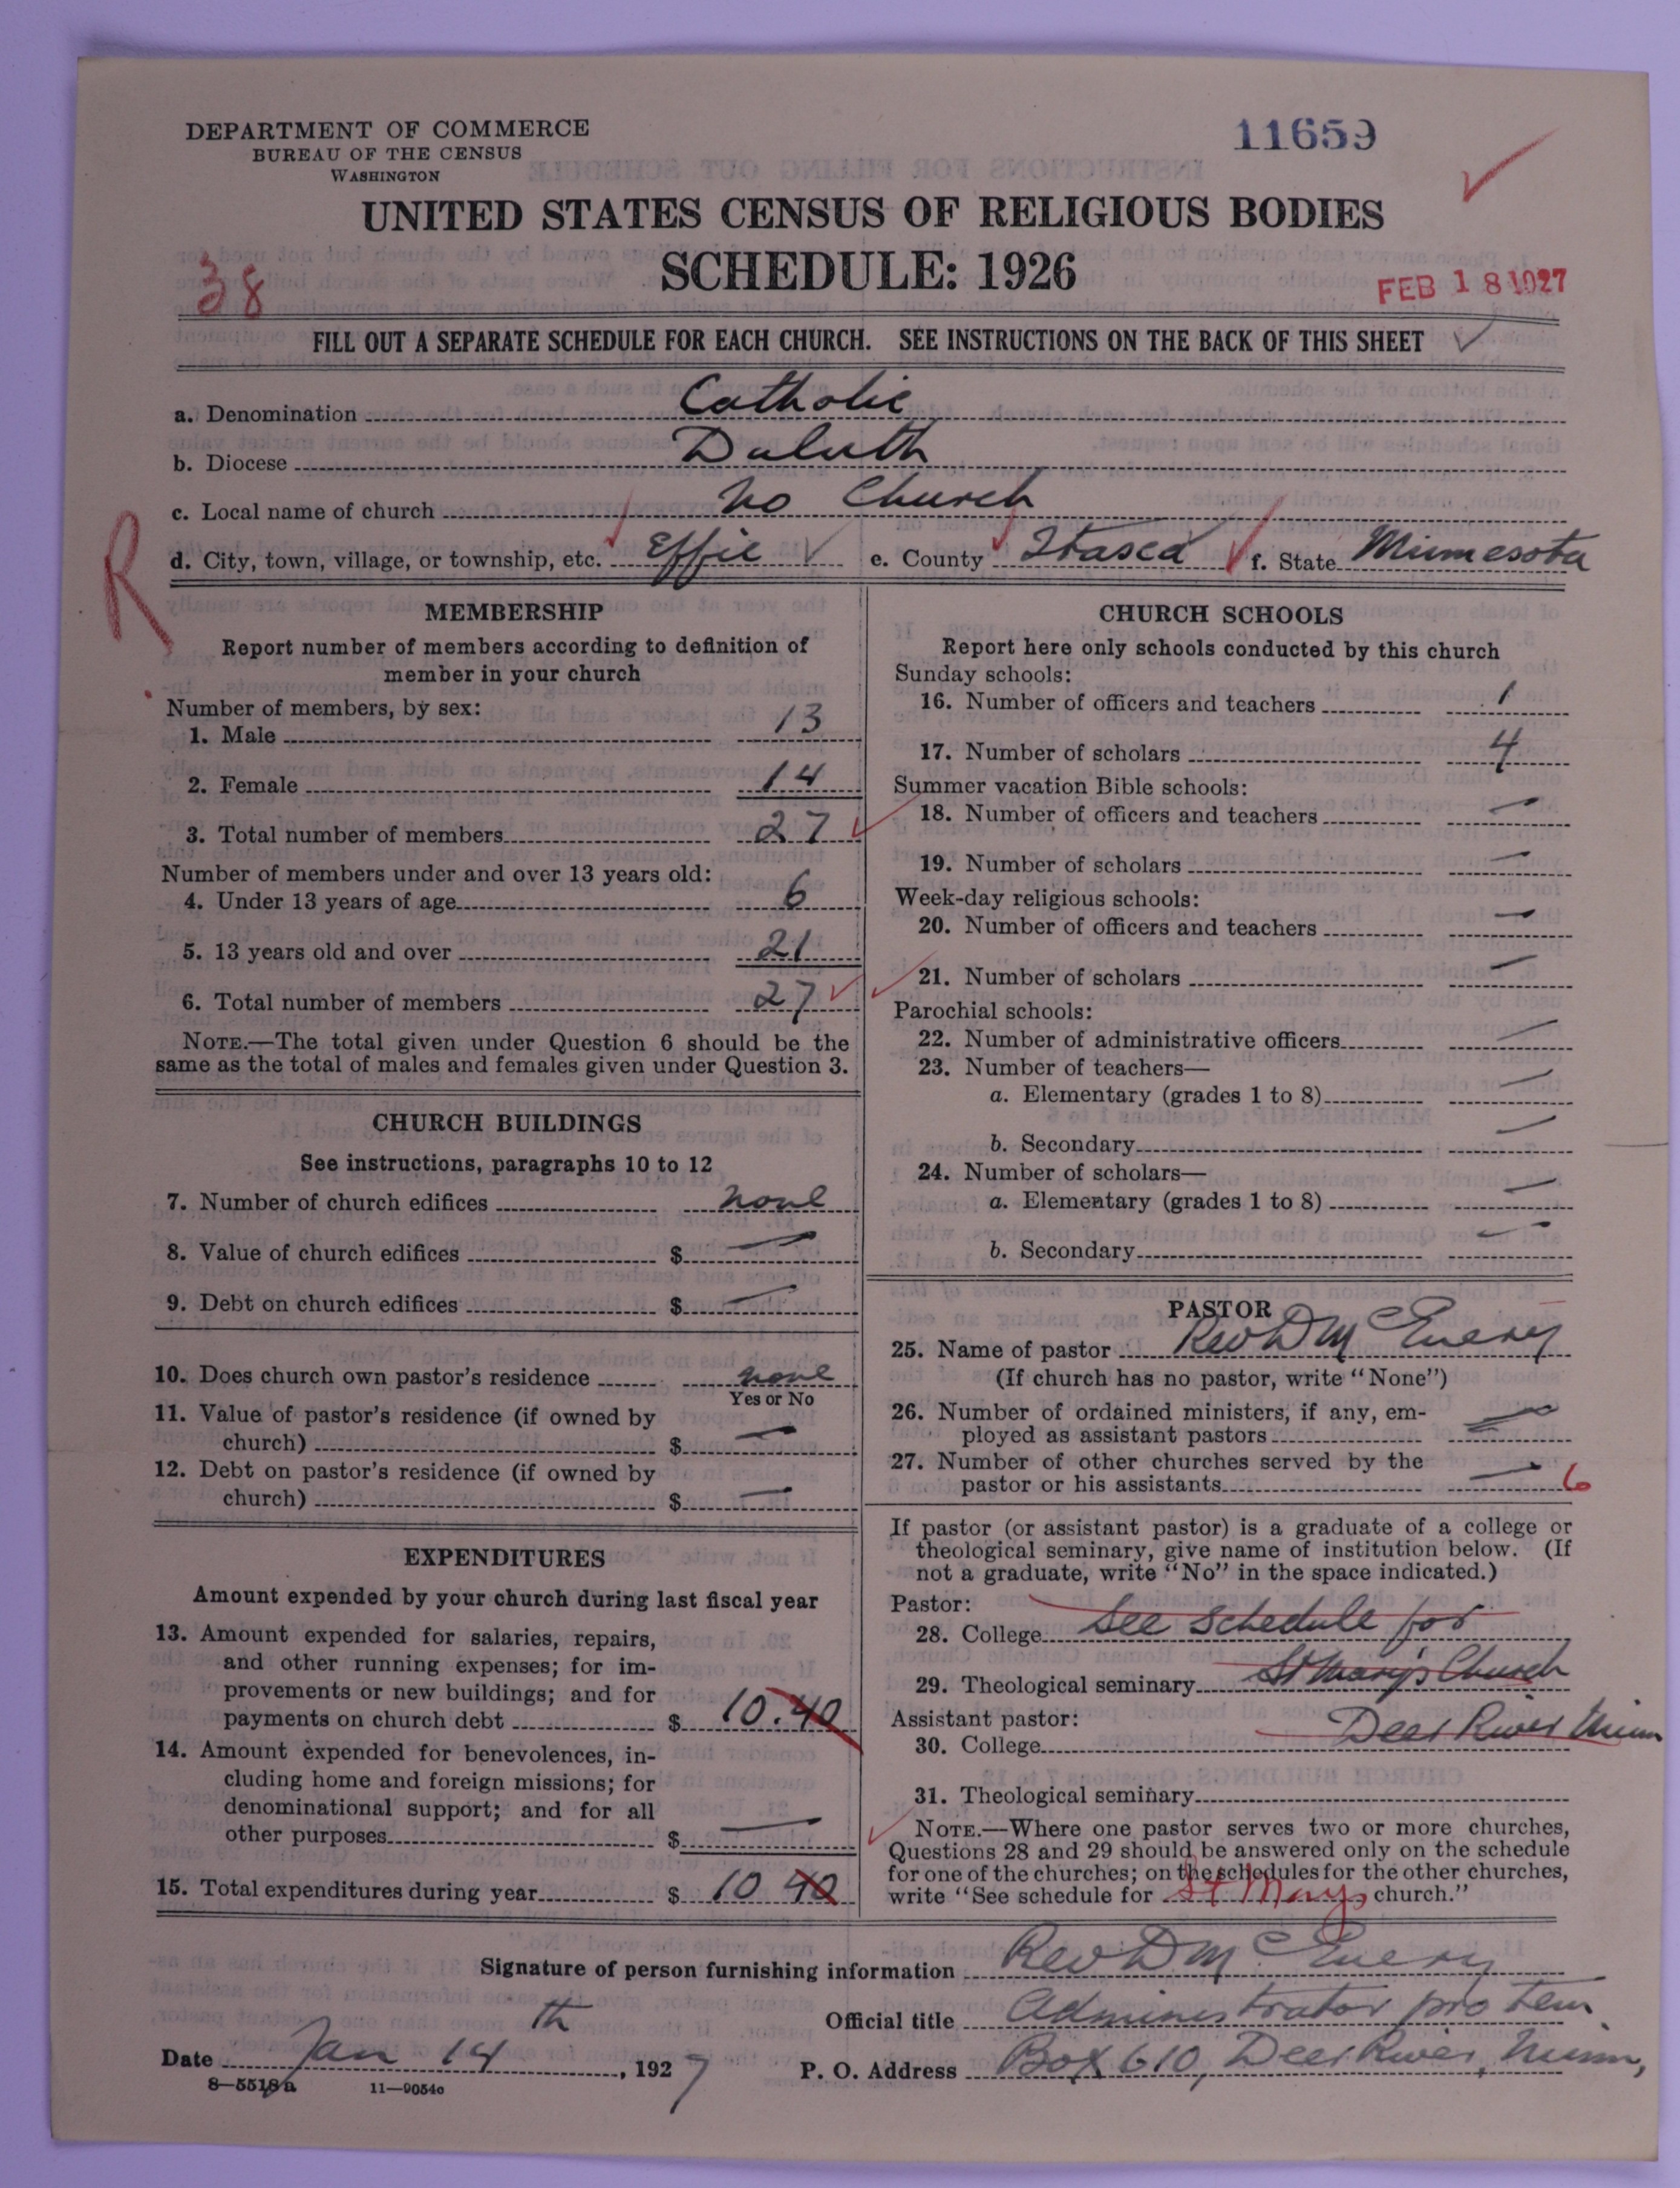 DEPARTMENT OF COMMERCE
BUREAU OF THE CENSUS
WASHINGTON
11659
UNITED STATES CENSUS OF RELIGIOUS BODIES
SCHEDULE: 1926
38
FEB 18 1927
FILL OUT A SEPARATE SCHEDULE FOR EACH CHURCH. SEE INSTRUCTIONS ON THE BACK OF THIS SHEET
a. Denomination Catholic
b. Diocese Duluth
c. Local name of church No Church
d. City, town, village, or township, etc. Effie e. County Itasca f. State Minnesota
R
MEMBERSHIP
Report number of members according to definition of
member in your church
Number of members, by sex:
1. Male 13
2. Female 14
3. Total number of members 27
Number of members under and over 13 years old:
4. Under 13 years of age 6
5. 13 years old and over 21
6. Total number of members 27
NOTE.—The total given under Question 6 should be the
same as the total of males and females given under Question 3.
CHURCH BUILDINGS
See instructions, paragraphs 10 to 12
7. Number of church edifices none
8. Value of church edifices $ —
9. Debt on church edifices $ —
10. Does church own pastor's residence none
Yes or No
11. Value of pastor's residence (if owned by
church) $ —
12. Debt on pastor's residence (if owned by
church) $ —
EXPENDITURES
Amount expended by your church during last fiscal year
13. Amount expended for salaries, repairs,
and other running expenses; for im-
provements or new buildings; and for
payments on church debt $ 10.40
14. Amount expended for benevolences, in-
cluding home and foreign missions; for
denominational support; and for all
other purposes $ —
15. Total expenditures during year $ 10 40
CHURCH SCHOOLS
Report here only schools conducted by this church
Sunday schools:
16. Number of officers and teachers 1
17. Number of scholars 4
Summer vacation Bible schools:
18. Number of officers and teachers —
19. Number of scholars —
Week-day religious schools:
20. Number of officers and teachers —
21. Number of scholars —
Parochial schools:
22. Number of administrative officers —
23. Number of teachers—
a. Elementary (grades 1 to 8) —
b. Secondary —
24. Number of scholars—
a. Elementary (grades 1 to 8) —
b. Secondary —
PASTOR
25. Name of pastor Rev D McEnery
(If church has no pastor, write "None")
26. Number of ordained ministers, if any, em-
ployed as assistant pastors —
27. Number of other churches served by the
pastor or his assistants — 6
If pastor (or assistant pastor) is a graduate of a college or
theological seminary, give name of institution below. (If
not a graduate, write "No" in the space indicated.)
Pastor:
28. College See Schedule for
29. Theological seminary St Mary's Church
Assistant pastor: Deer River Minn
30. College
31. Theological seminary
NOTE.—Where one pastor serves two or more churches,
Questions 28 and 29 should be answered only on the schedule
for one of the churches; on the schedules for the other churches,
write "See schedule for St Marys church."
Signature of person furnishing information Rev D McEnery
Official title Administrator pro tem.
Date Jan 14th, 1927 P. O. Address Box 610, Deer River, Minn,
8—5518a 11—9054c